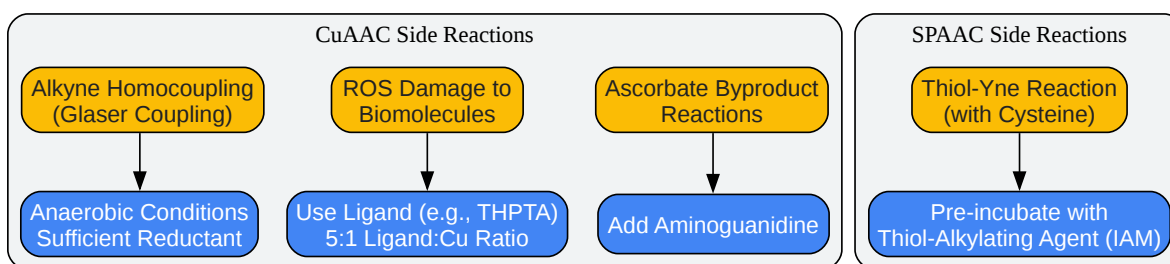 CuAAC Side Reactions
Alkyne Homocoupling
(Glaser Coupling)
Anaerobic Conditions
Sufficient Reductant
ROS Damage to
Biomolecules
Use Ligand (e.g., THPTA)
5:1 Ligand:Cu Ratio
Ascorbate Byproduct
Reactions
Add Aminoguanidine
SPAAC Side Reactions
Thiol-Yne Reaction
(with Cysteine)
Pre-incubate with
Thiol-Alkylating Agent (IAM)